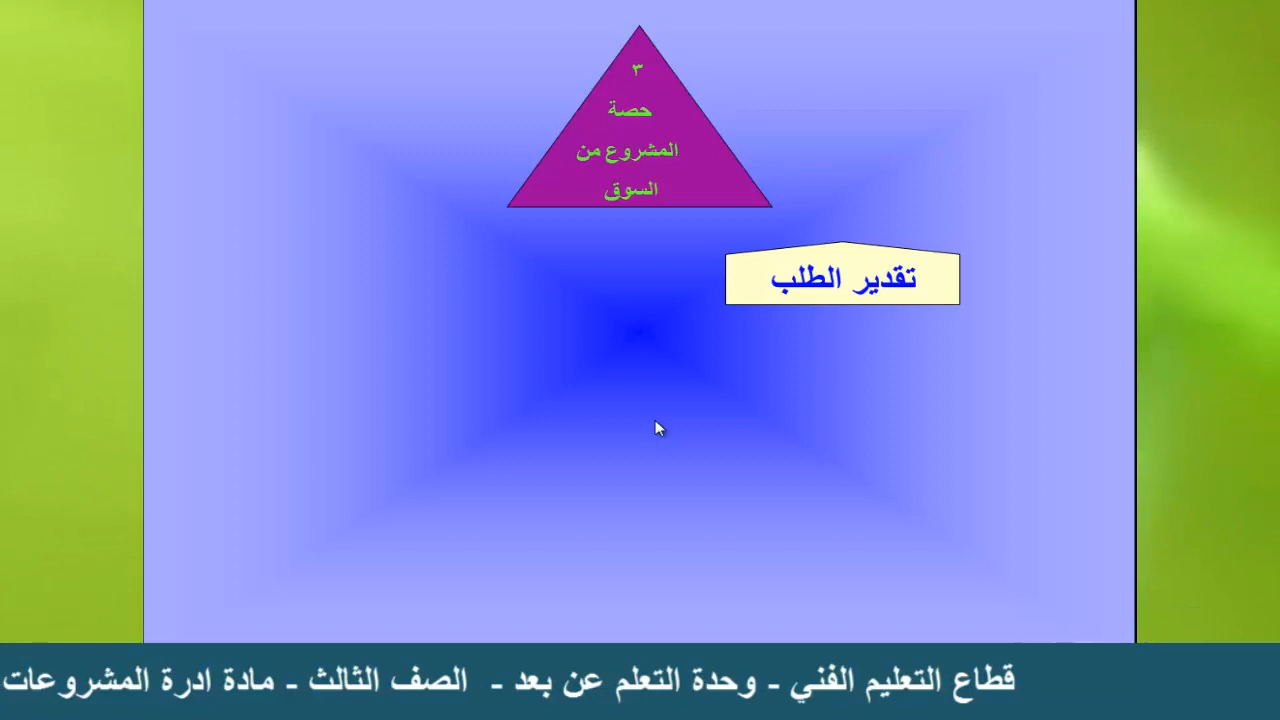 ٣
حصة
المشروع من
السوق
تقدير الطلب
قطاع التعليم الفني - وحدة التعلم عن بعد - الصف الثالث - مادة ادرة المشروعات